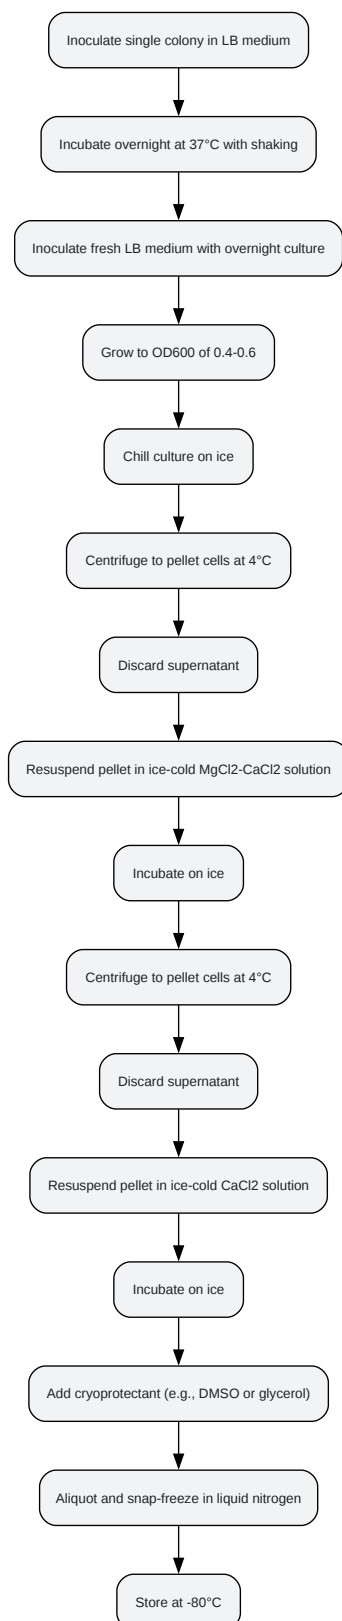 Inoculate single colony in LB medium
Incubate overnight at 37°C with shaking
Inoculate fresh LB medium with overnight culture
Grow to OD600 of 0.4-0.6
Chill culture on ice
Centrifuge to pellet cells at 4°C
Discard supernatant
Resuspend pellet in ice-cold MgCl2-CaCl2 solution
Incubate on ice
Centrifuge to pellet cells at 4°C
Discard supernatant
Resuspend pellet in ice-cold CaCl2 solution
Incubate on ice
Add cryoprotectant (e.g., DMSO or glycerol)
Aliquot and snap-freeze in liquid nitrogen
Store at -80°C